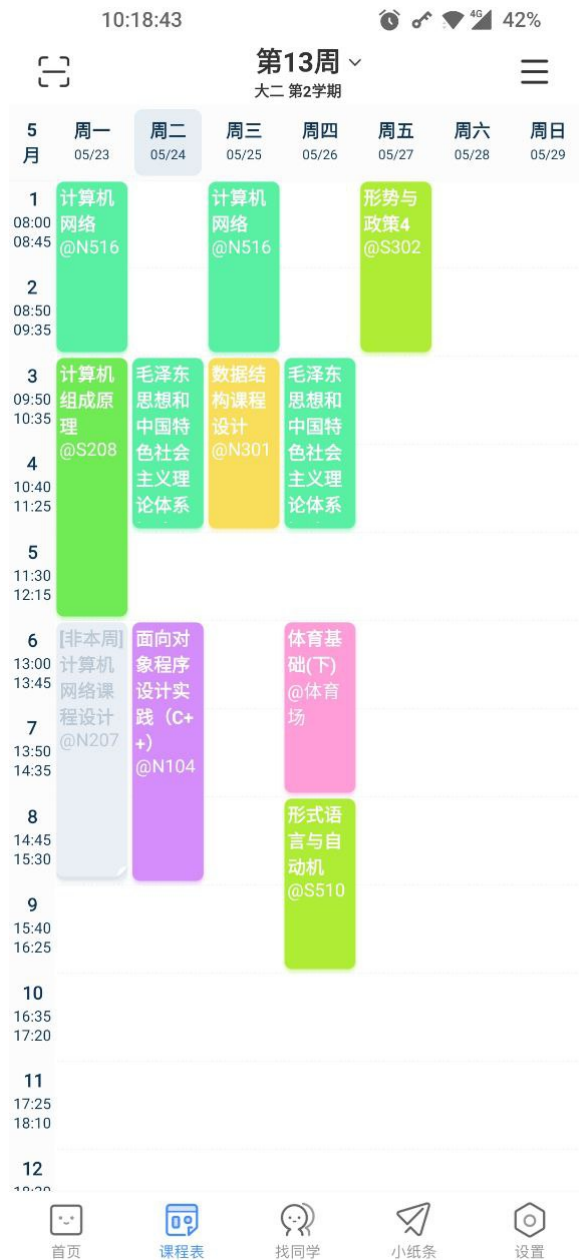 10:18:43
4G
42%
第13周
大二 第2学期
5
月
周一
05/23
周二
05/24
周三
05/25
周四
05/26
周五
05/27
周六
05/28
周日
05/29
1
08:00
08:45
计算机
网络
@N516
计算机
网络
@N516
形势与
政策4
@S302
2
08:50
09:35
3
09:50
10:35
计算机
组成原
理
@S208
毛泽东
思想和
中国特
色社会
主义理
论体系
数据结
构课程
设计
@N301
毛泽东
思想和
中国特
色社会
主义理
论体系
4
10:40
11:25
5
11:30
12:15
6
13:00
13:45
[非本周]
计算机
网络课
程设计
@N207
面向对
象程序
设计实
践（C+
+）
@N104
体育基
础(下)
@体育
场
7
13:50
14:35
8
14:45
15:30
形式语
言与自
动机
@S510
9
15:40
16:25
10
16:35
17:20
11
17:25
18:10
12
首页
课程表
找同学
小纸条
设置